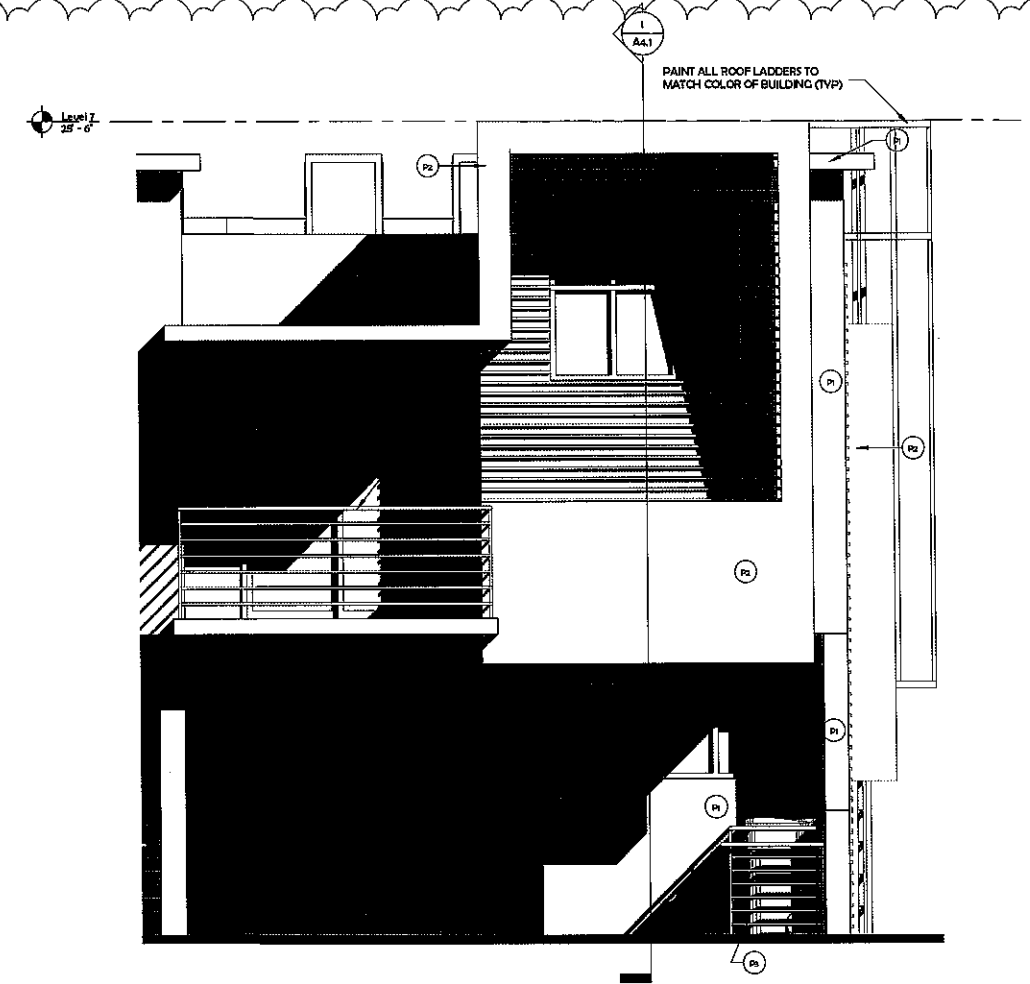 1
A4.1
PAINT ALL ROOF LADDERS TO
MATCH COLOR OF BUILDING (TYP)
Level 7
25' - 6"
P1
P2
P1
P2
P2
P1
P1
P3